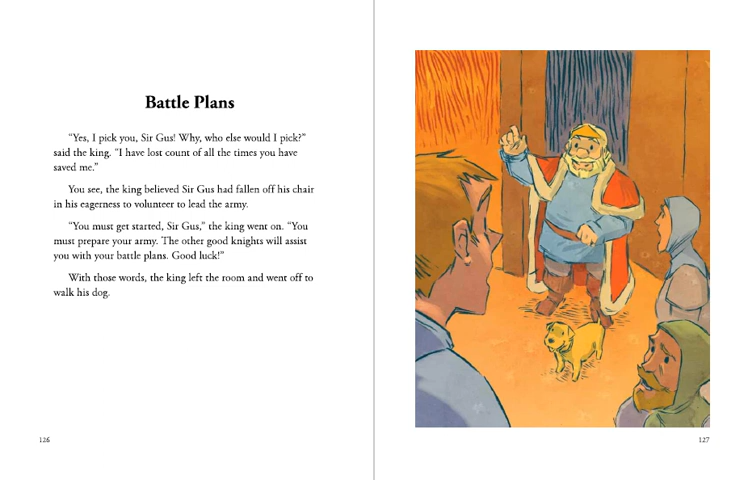 Battle Plans
“Yes, I pick you, Sir Gus! Why, who else would I pick?”
said the king. “I have lost count of all the times you have
saved me.”
You see, the king believed Sir Gus had fallen off his chair
in his eagerness to volunteer to lead the army.
“You must get started, Sir Gus,” the king went on. “You
must prepare your army. The other good knights will assist
you with your battle plans. Good luck!”
With those words, the king left the room and went off to
walk his dog.
126
127